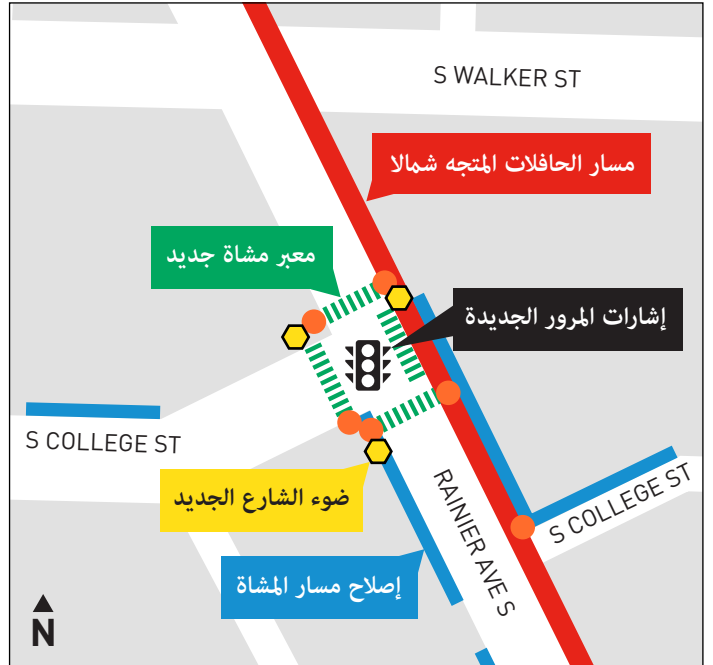 S WALKER ST
مسار الحافلات المتجه شمالا
معبر مشاة جديد
إشارات المرور الجديدة
S COLLEGE ST
ضوء الشارع الجديد
RAINIER AVE S
S COLLEGE ST
إصلاح مسار المشاة
N